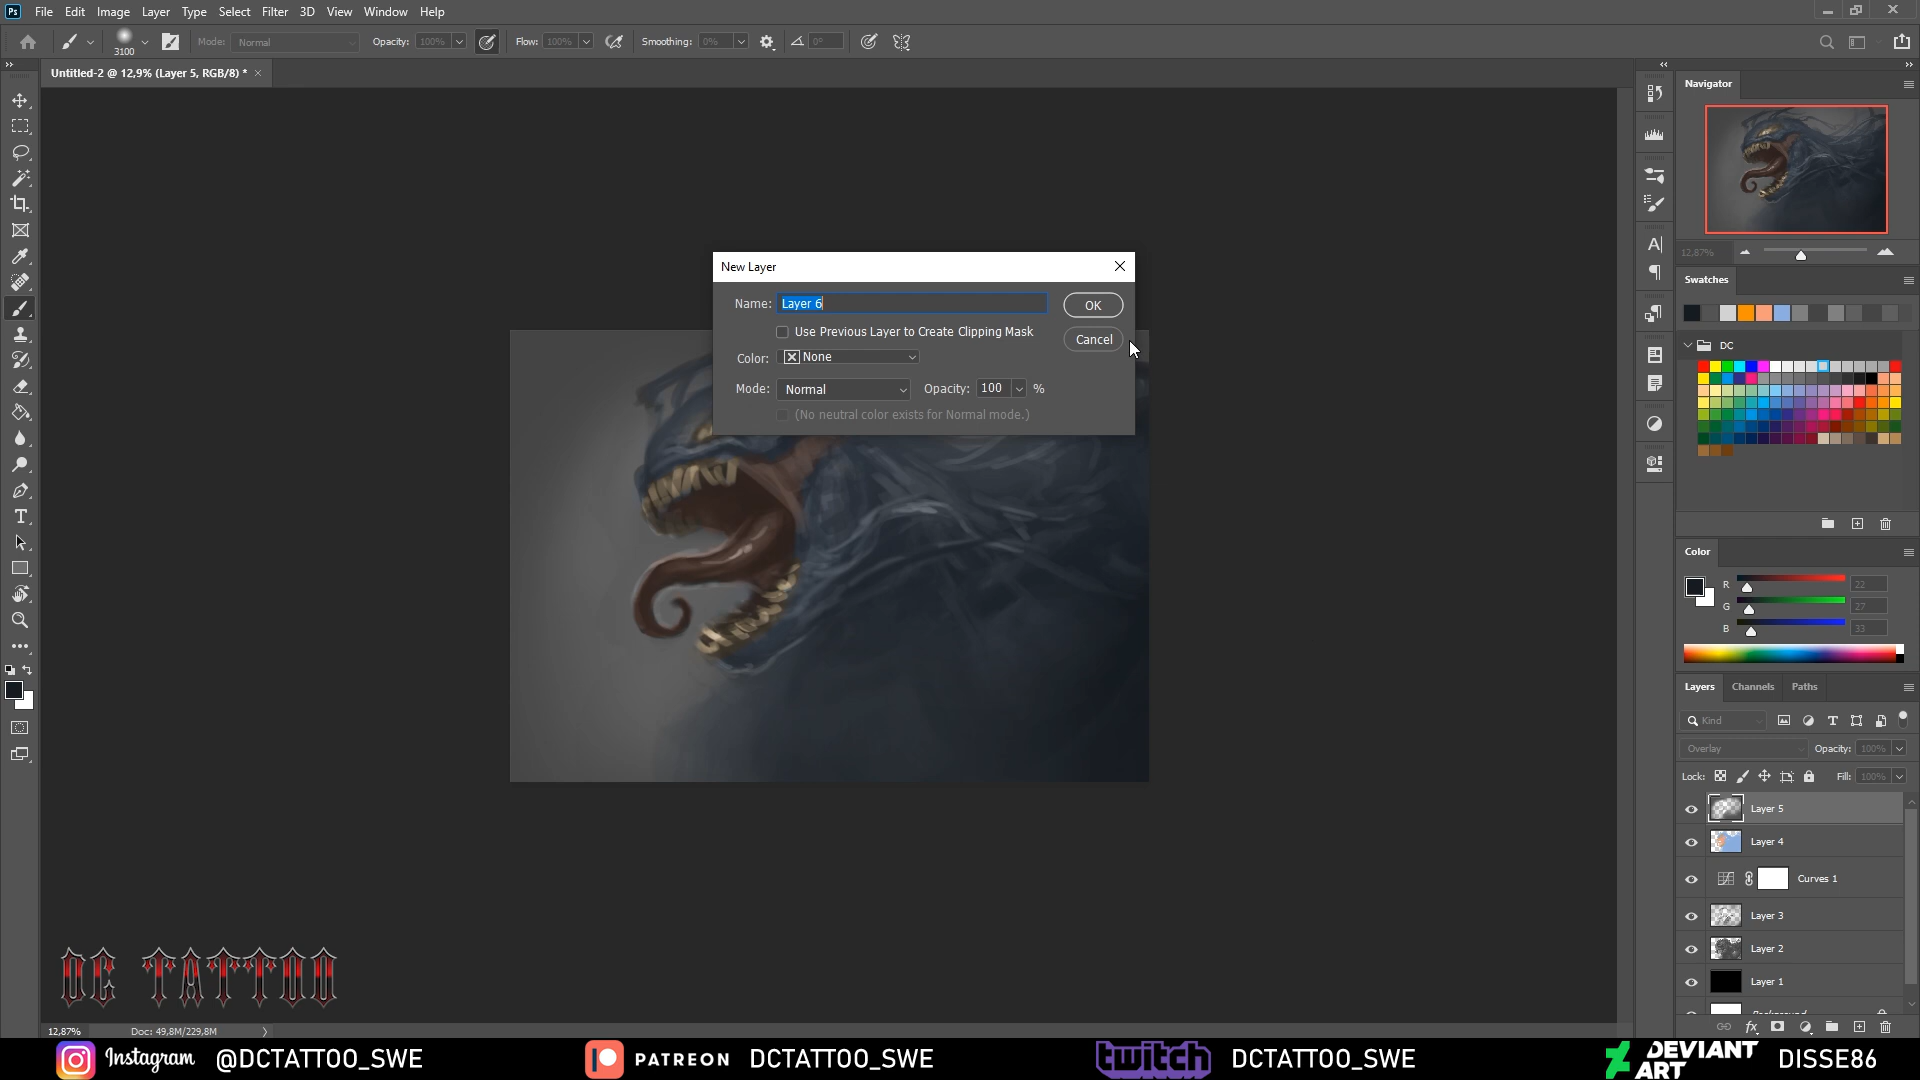 Ps File Edit Image Layer Type Select Filter 3D View Window Help
3100 Mode: Normal Opacity: 100% Flow: 100% Smoothing: 0% 0°
Untitled-2 @ 12,9% (Layer 5, RGB/8) * ×
Navigator
12,87%
Swatches
DC
New Layer
Name: Layer 6
OK
Use Previous Layer to Create Clipping Mask
Cancel
Color: None
Mode: Normal Opacity: 100 %
(No neutral color exists for Normal mode.)
Color
R 22
G 27
B 33
Layers Channels Paths
Kind
Overlay Opacity: 100%
Lock: Fill: 100%
Layer 5
Layer 4
Curves 1
Layer 3
Layer 2
Layer 1
Background
DC TATTOO
12,87% Doc: 49,8M/229,8M
Instagram @DCTATTOO_SWE PATREON DCTATTOO_SWE twitch DCTATTOO_SWE DEVIANT ART DISSE86